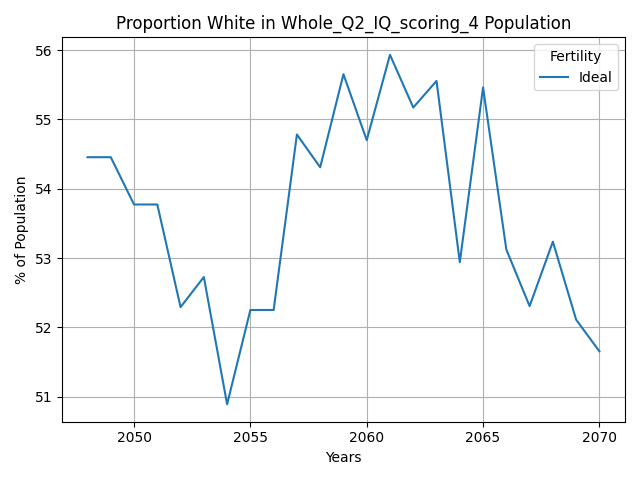 Proportion White in Whole_Q2_IQ_scoring_4 Population
Fertility
Ideal
56
55
54
53
52
51
% of Population
2050
2055
2060
2065
2070
Years